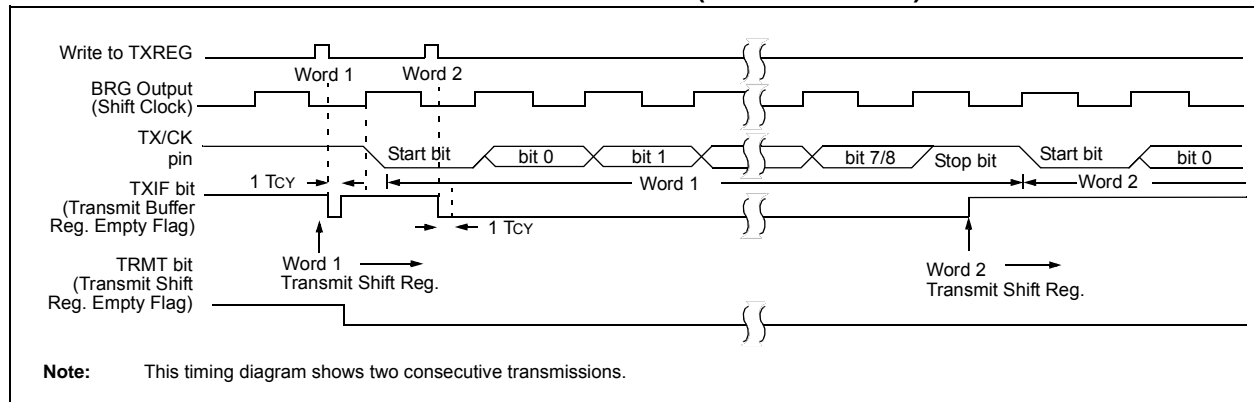 Write to TXREG
Word 1
Word 2
BRG Output
(Shift Clock)
TX/CK
pin
Start bit
bit 0
bit 1
bit 7/8
Stop bit
Start bit
bit 0
1 TCY
Word 1
Word 2
TXIF bit
(Transmit Buffer
Reg. Empty Flag)
1 TCY
Word 1
Transmit Shift Reg.
Word 2
Transmit Shift Reg.
TRMT bit
(Transmit Shift
Reg. Empty Flag)
Note: This timing diagram shows two consecutive transmissions.